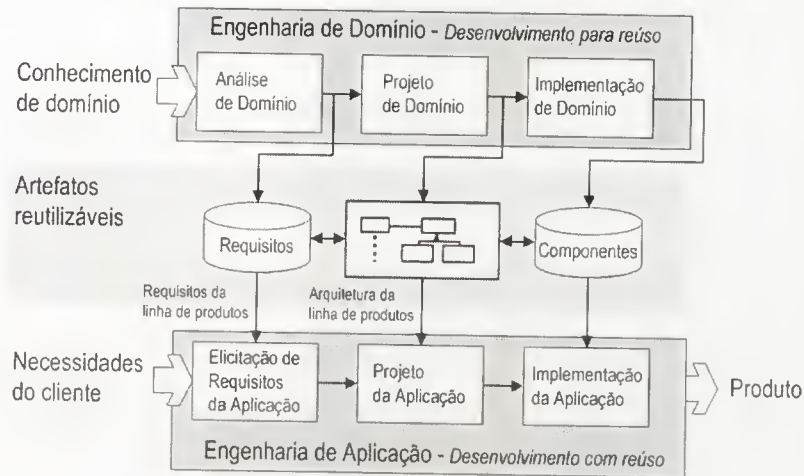 Engenharia de Domínio - Desenvolvimento para reúso
Conhecimento
de domínio
Análise
de Domínio
Projeto
de Domínio
Implementação
de Domínio
Artefatos
reutilizáveis
Requisitos
Componentes
Requisitos da
linha de produtos
Arquitetura da
linha de produtos
Necessidades
do cliente
Elicitação de
Requisitos
da Aplicação
Projeto
da Aplicação
Implementação
da Aplicação
Produto
Engenharia de Aplicação - Desenvolvimento com reúso